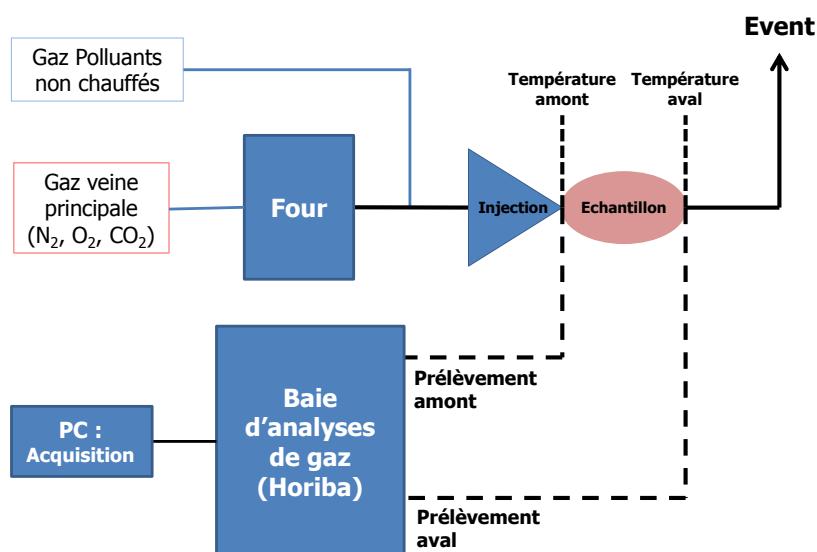 Event
Gaz Polluants
non chauffés
Température
amont
Température
aval
Gaz veine
principale
(N₂, O₂, CO₂)
Four
Injection
Echantillon
Prélèvement
amont
Baie
d'analyses
de gaz
(Horiba)
PC :
Acquisition
Prélèvement
aval